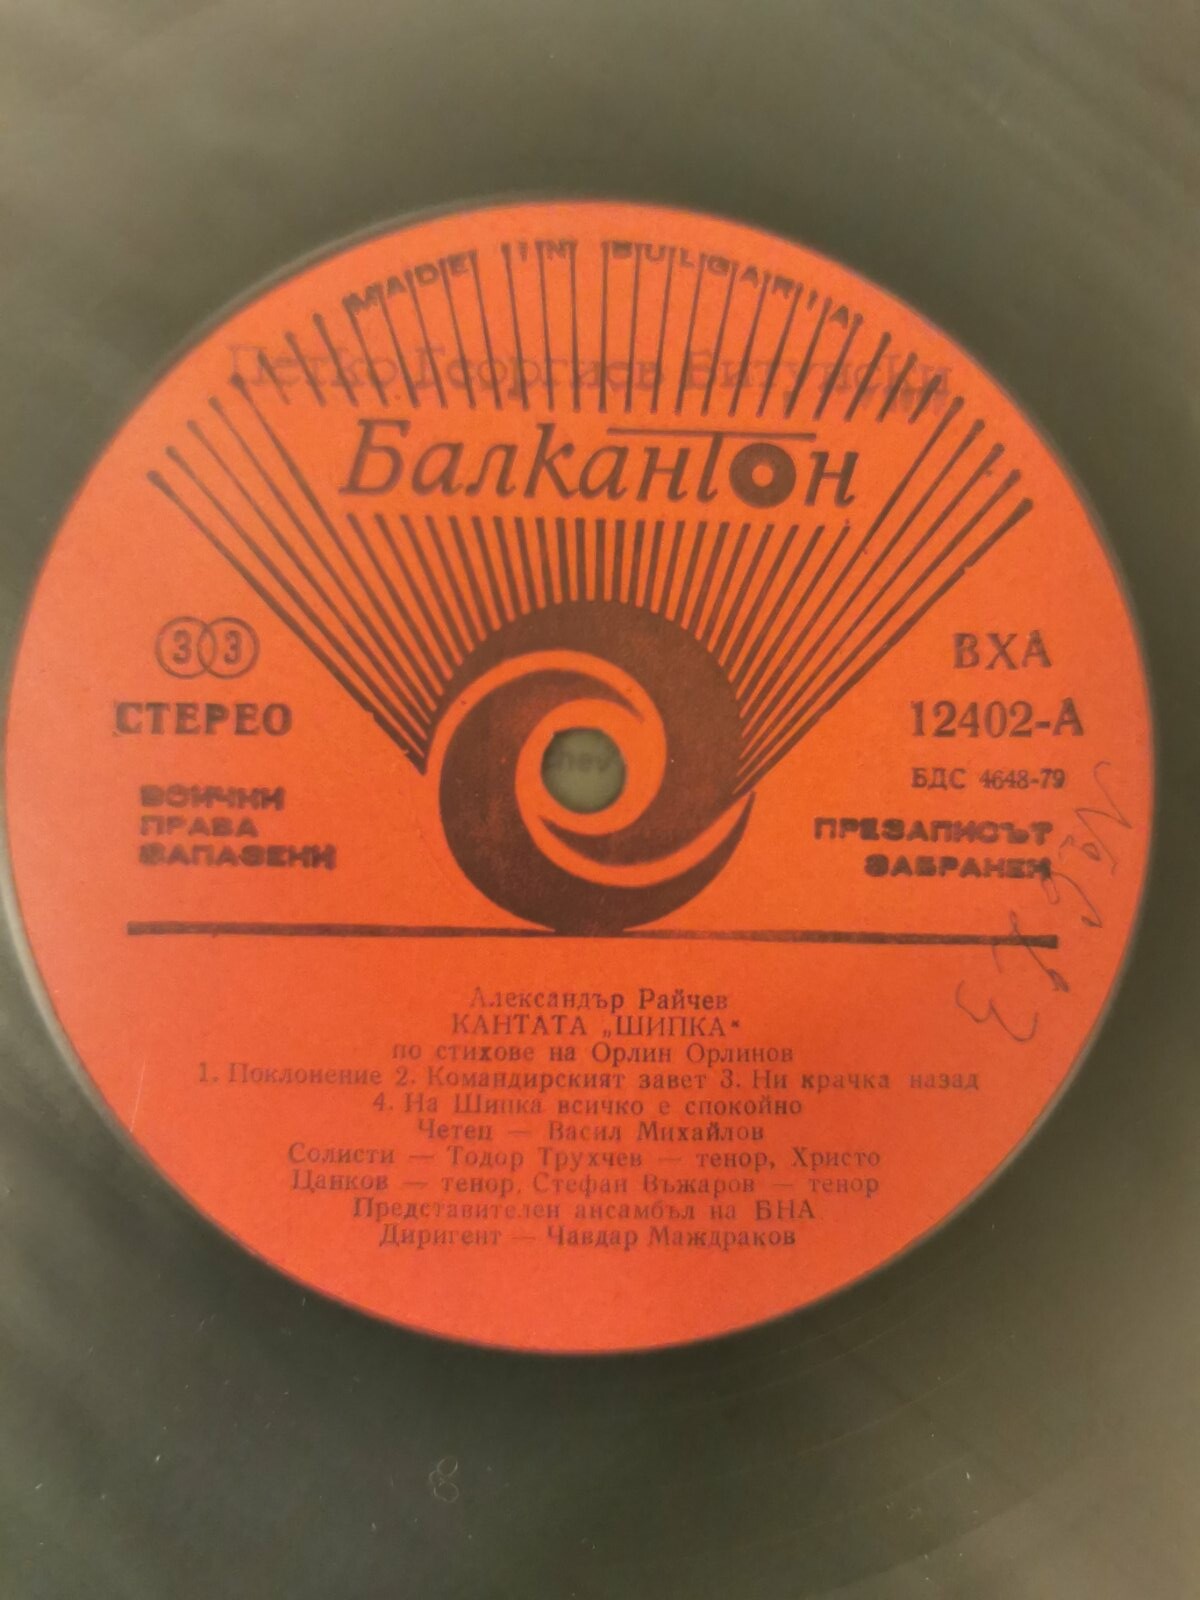 MADE IN BULGARIA
Петко Георгиев Витумски
Балкантон
33
СТЕРЕО
ВСИЧКИ
ПРАВА
ЗАПАЗЕНИ
ВХА
12402-А
БДС 4648-79
ПРЕЗАПИСЪТ
ЗАБРАНЕН
Александър Райчев
КАНТАТА „ШИПКА"
по стихове на Орлин Орлинов
1. Поклонение 2. Командирският завет 3. Ни крачка назад
4. На Шипка всичко е спокойно
Четец — Васил Михайлов
Солисти — Тодор Трухчев — тенор, Христо
Цанков — тенор, Стефан Въжаров — тенор
Представителен ансамбъл на БНА
Диригент — Чавдар Маждраков
8